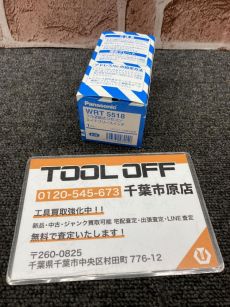 Panasonic
WRT 5518
TOOL OFF
0120-545-673 千葉市原店
工具買取強化中!!
新品・中古・ジャンク買取可能 宅配査定・出張査定・LINE査定
無料で査定いたします!
〒260-0825
千葉県千葉市中央区村田町 776-12